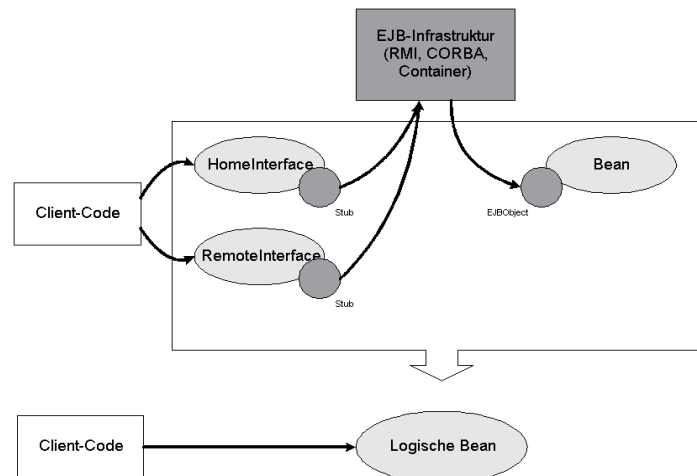 EJB-Infrastruktur
(RMI, CORBA,
Container)
HomeInterface
Bean
Stub
EJBObject
Client-Code
RemoteInterface
Stub
Client-Code
Logische Bean